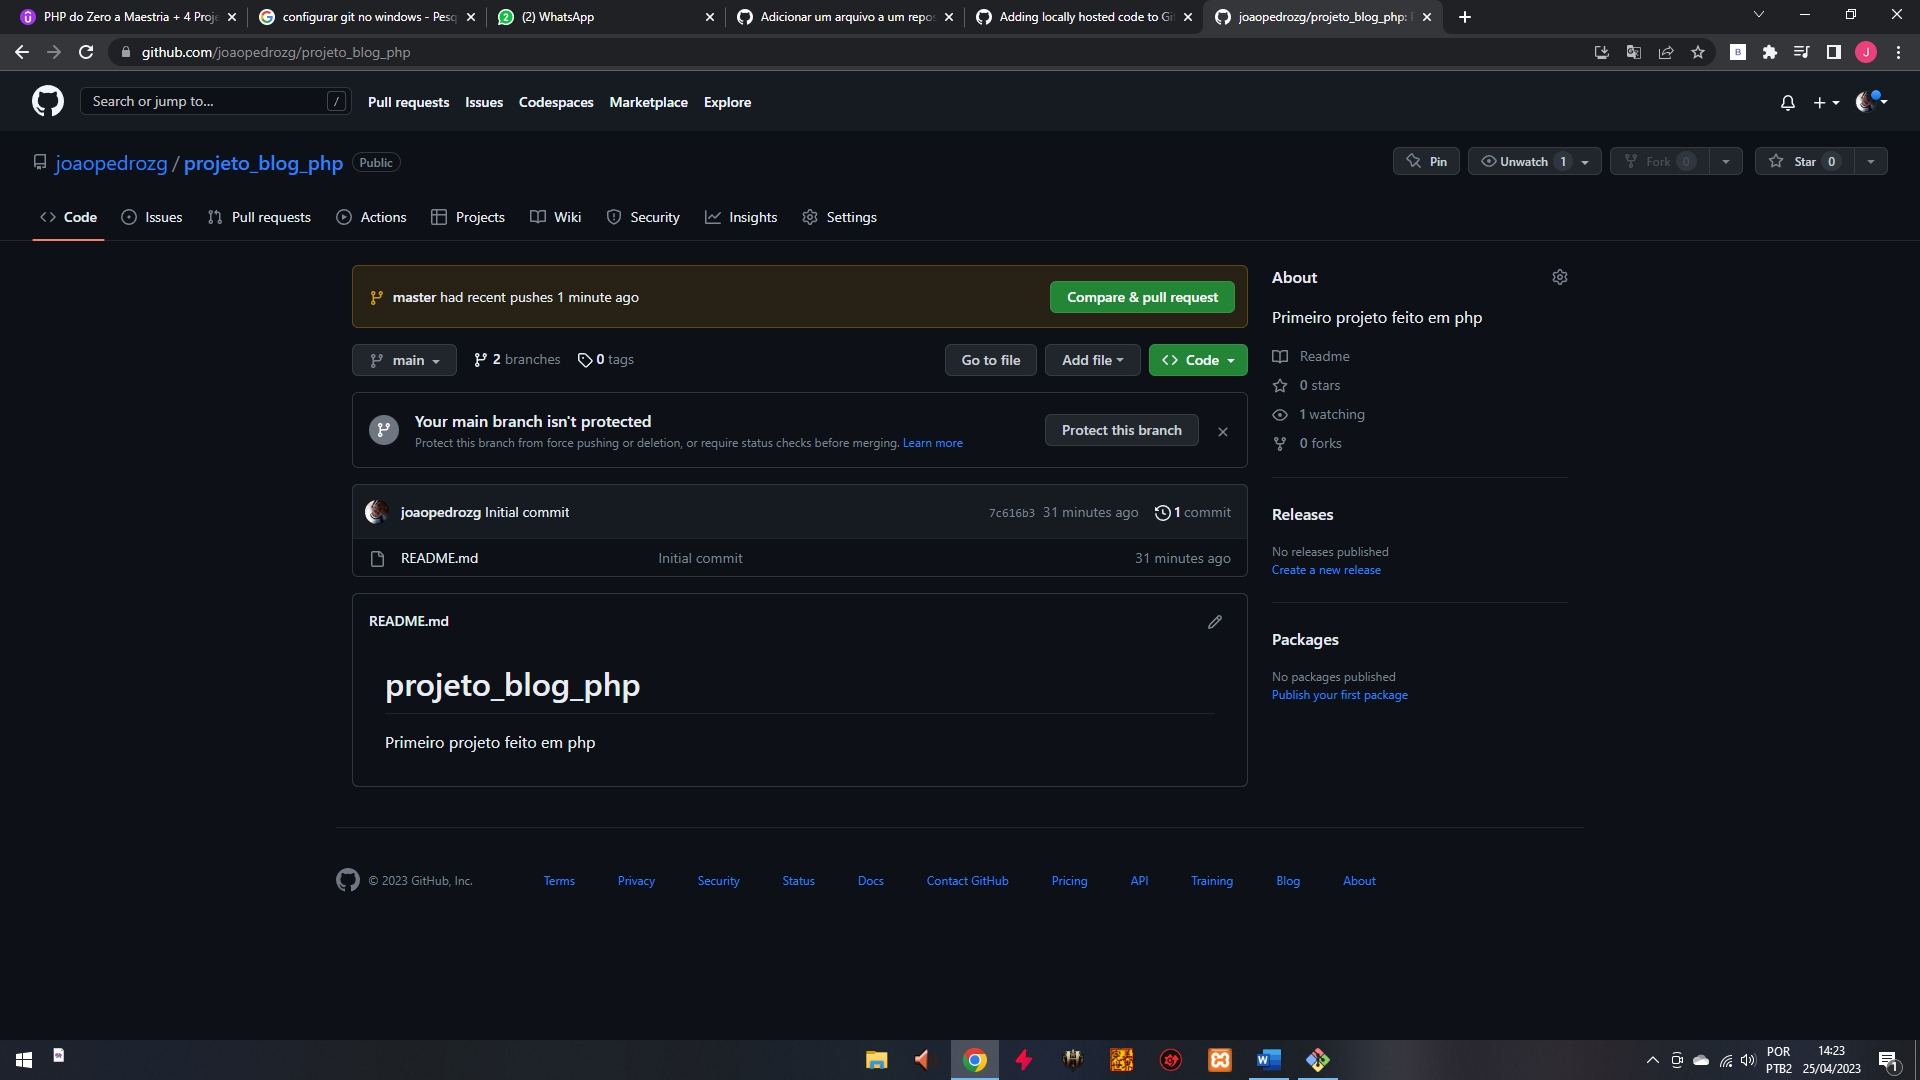 PHP do Zero a Maestria + 4 Proje
configurar git no windows - Pesq
(2) WhatsApp
Adicionar um arquivo a um repos
Adding locally hosted code to Gi
joaopedrozg/projeto_blog_php:
github.com/joaopedrozg/projeto_blog_php
Search or jump to...
/
Pull requests
Issues
Codespaces
Marketplace
Explore
joaopedrozg / projeto_blog_php
Public
Pin
Unwatch 1
Fork 0
Star 0
Code
Issues
Pull requests
Actions
Projects
Wiki
Security
Insights
Settings
master had recent pushes 1 minute ago
Compare & pull request
main
2 branches
0 tags
Go to file
Add file
Code
Your main branch isn't protected
Protect this branch from force pushing or deletion, or require status checks before merging. Learn more
Protect this branch
joaopedrozg Initial commit
7c616b3 31 minutes ago
1 commit
README.md
Initial commit
31 minutes ago
README.md
projeto_blog_php
Primeiro projeto feito em php
About
Primeiro projeto feito em php
Readme
0 stars
1 watching
0 forks
Releases
No releases published
Create a new release
Packages
No packages published
Publish your first package
© 2023 GitHub, Inc.
Terms
Privacy
Security
Status
Docs
Contact GitHub
Pricing
API
Training
Blog
About
POR
PTB2
14:23
25/04/2023
1